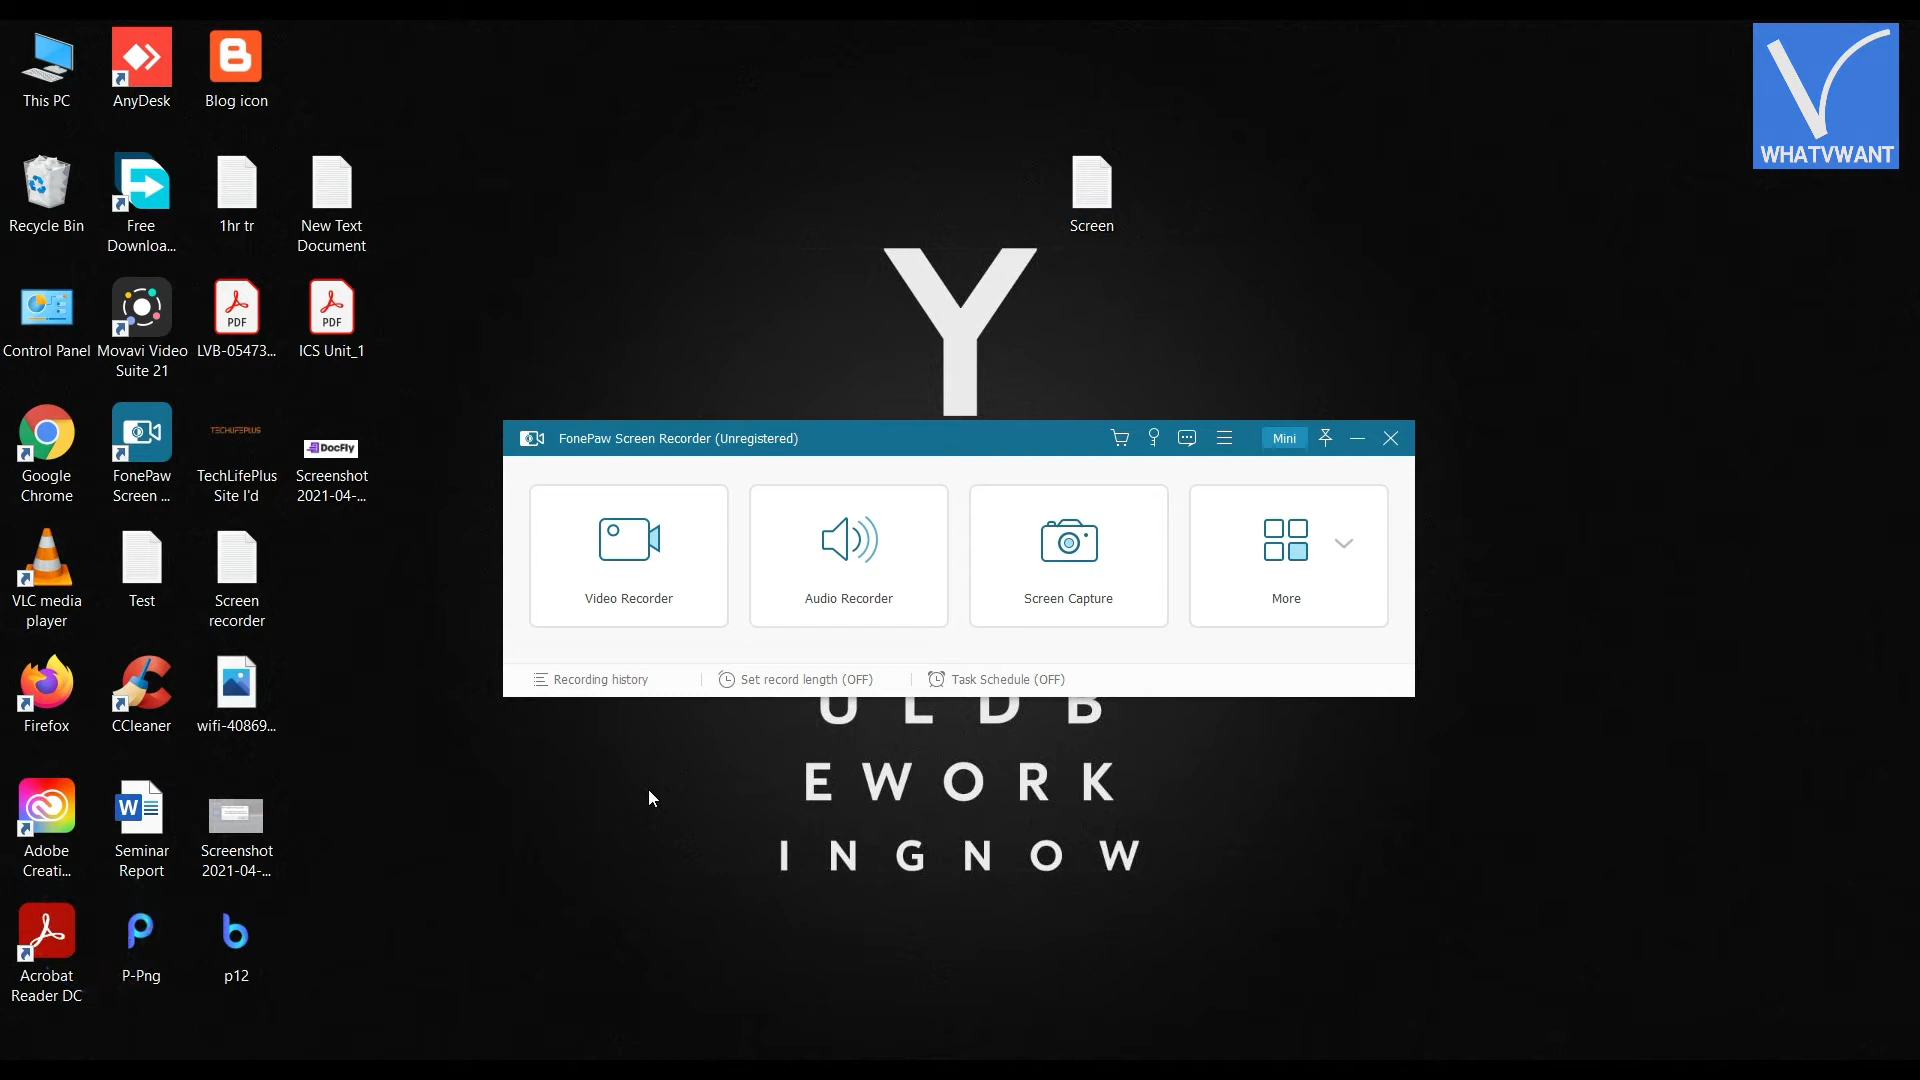 This PC
AnyDesk
Blog icon
WHATVWANT
Recycle Bin
Free
Downloa...
1hr tr
New Text
Document
Screen
Control Panel
Movavi Video
Suite 21
PDF
LVB-05473...
PDF
ICS Unit_1
Y
Google
Chrome
FonePaw
Screen ...
TECHLIFEPLUS
TechLifePlus
Site I'd
DocFly
Screenshot
2021-04-...
FonePaw Screen Recorder (Unregistered)
Mini
Video Recorder
Audio Recorder
Screen Capture
More
Recording history
Set record length (OFF)
Task Schedule (OFF)
VLC media
player
Test
Screen
recorder
Firefox
CCleaner
wifi-40869...
U L D B
E W O R K
I N G N O W
Adobe
Creati...
W
Seminar
Report
Screenshot
2021-04-...
Acrobat
Reader DC
P-Png
p12